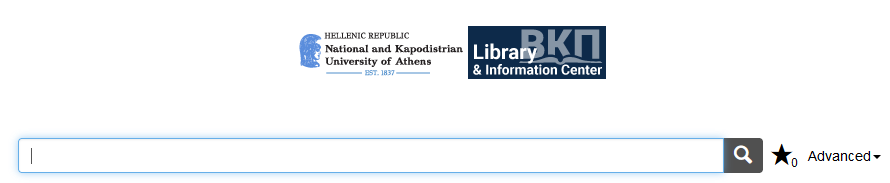 HELLENIC REPUBLIC
National and Kapodistrian
University of Athens
EST. 1837
ΒΚΠ
Library
& Information Center
0
Advanced